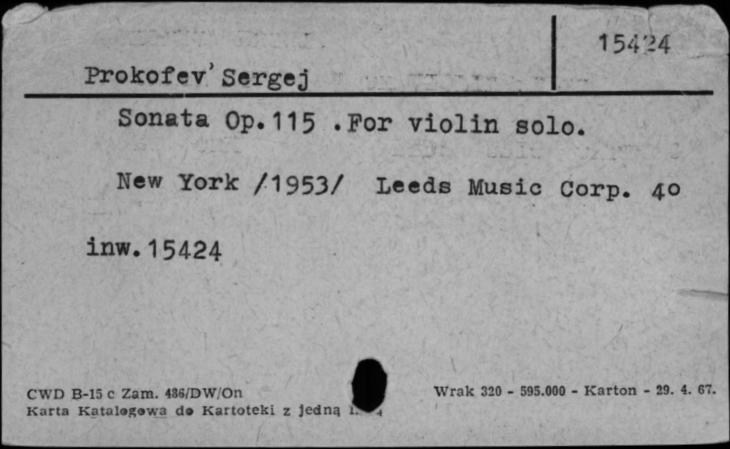 15424
Prokofev' Sergej
Sonata Op.115 .For violin solo.
New York /1953/ Leeds Music Corp. 4o
inw.15424
CWD B-15 c Zam. 486/DW/On
Wrak 320 - 595.000 - Karton - 29. 4. 67.
Karta Katalogowa do Kartoteki z jedną